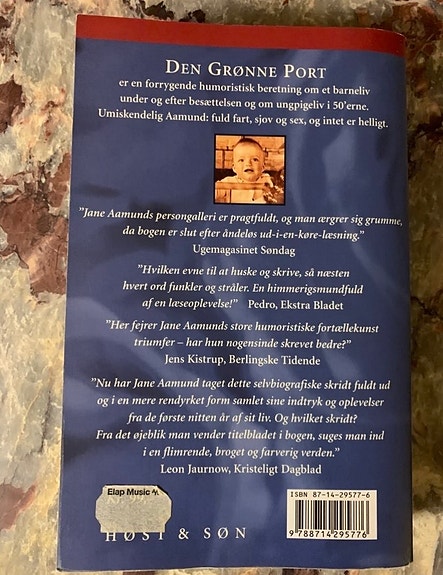 DEN GRØNNE PORT
er en forrygende humoristisk beretning om et barneliv
under og efter besættelsen og om ungpigeliv i 50'erne.
Umiskendelig Aamund: fuld fart, sjov og sex, og intet er helligt.
”Jane Aamunds persongalleri er pragtfuldt, og man ærgrer sig grumme,
da bogen er slut efter åndeløs ud-i-en-køre-læsning.”
Ugemagasinet Søndag
”Hvilken evne til at huske og skrive, så næsten
hvert ord funkler og stråler. En himmerigsmundfuld
af en læseoplevelse!” Pedro, Ekstra Bladet
”Her fejrer Jane Aamunds store humoristiske fortællekunst
triumfer – har hun nogensinde skrevet bedre?”
Jens Kistrup, Berlingske Tidende
”Nu har Jane Aamund taget dette selvbiografiske skridt fuldt ud
og i en mere rendyrket form samlet sine indtryk og oplevelser
fra de første nitten år af sit liv. Og hvilket skridt?
Fra det øjeblik man vender titelbladet i bogen, suges man ind
i en flimrende, broget og farverig verden.”
Leon Jaurnow, Kristeligt Dagblad
Elap Music
HØST & SØN
ISBN 87-14-29577-6
9 788714 295776